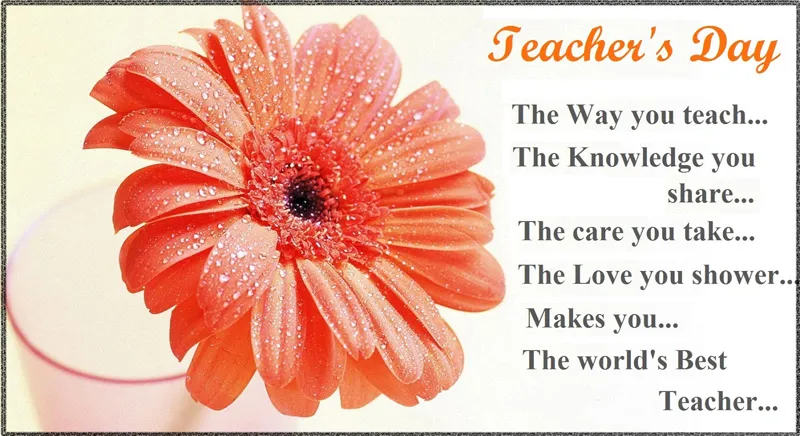 Teacher's Day
The Way you teach...
The Knowledge you
share...
The care you take...
The Love you shower...
Makes you...
The world's Best
Teacher...